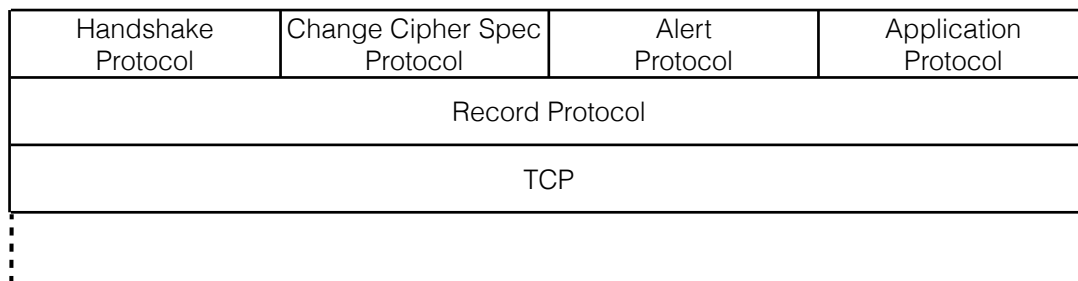 Handshake
Protocol
Change Cipher Spec
Protocol
Alert
Protocol
Application
Protocol
Record Protocol
TCP